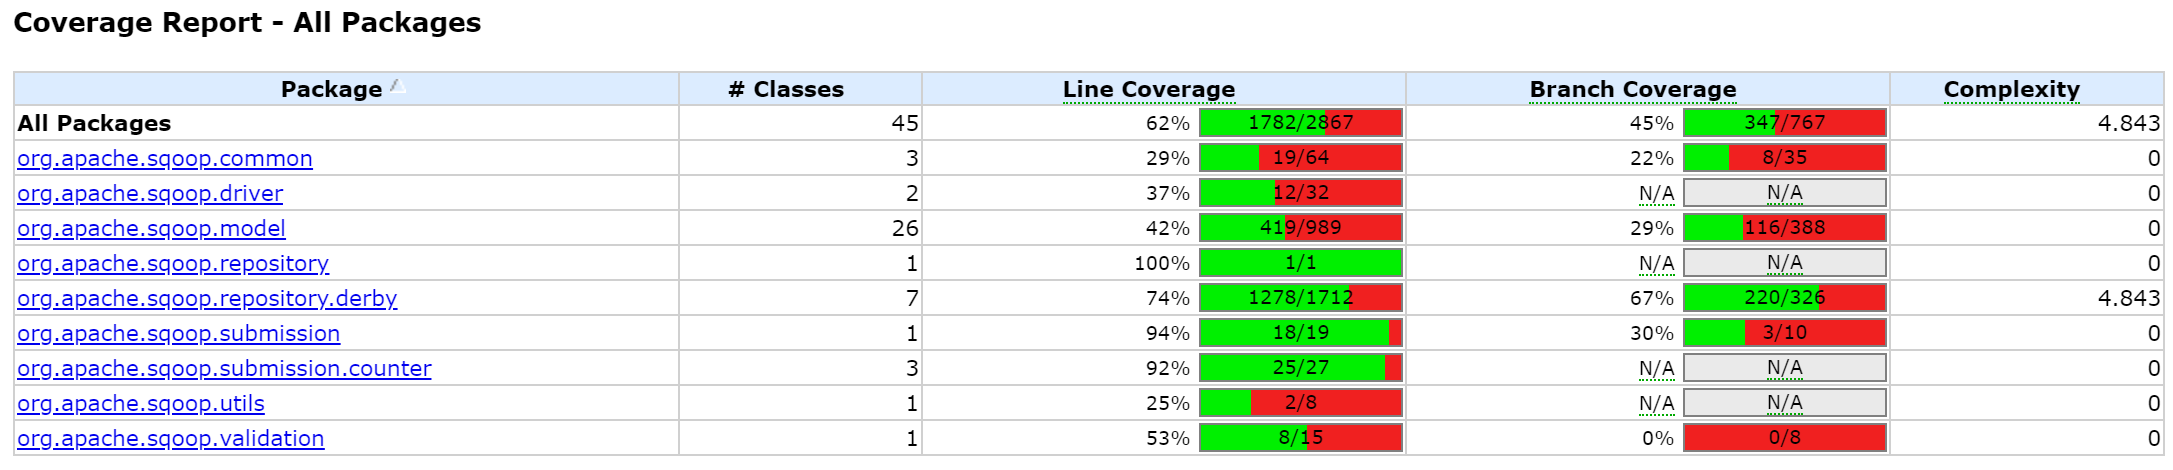 Coverage Report - All Packages
Package # Classes Line Coverage Branch Coverage Complexity
All Packages 45 62% 1782/2867 45% 347/767 4.843
org.apache.sqoop.common 3 29% 19/64 22% 8/35 0
org.apache.sqoop.driver 2 37% 12/32 N/A N/A 0
org.apache.sqoop.model 26 42% 419/989 29% 116/388 0
org.apache.sqoop.repository 1 100% 1/1 N/A N/A 0
org.apache.sqoop.repository.derby 7 74% 1278/1712 67% 220/326 4.843
org.apache.sqoop.submission 1 94% 18/19 30% 3/10 0
org.apache.sqoop.submission.counter 3 92% 25/27 N/A N/A 0
org.apache.sqoop.utils 1 25% 2/8 N/A N/A 0
org.apache.sqoop.validation 1 53% 8/15 0% 0/8 0